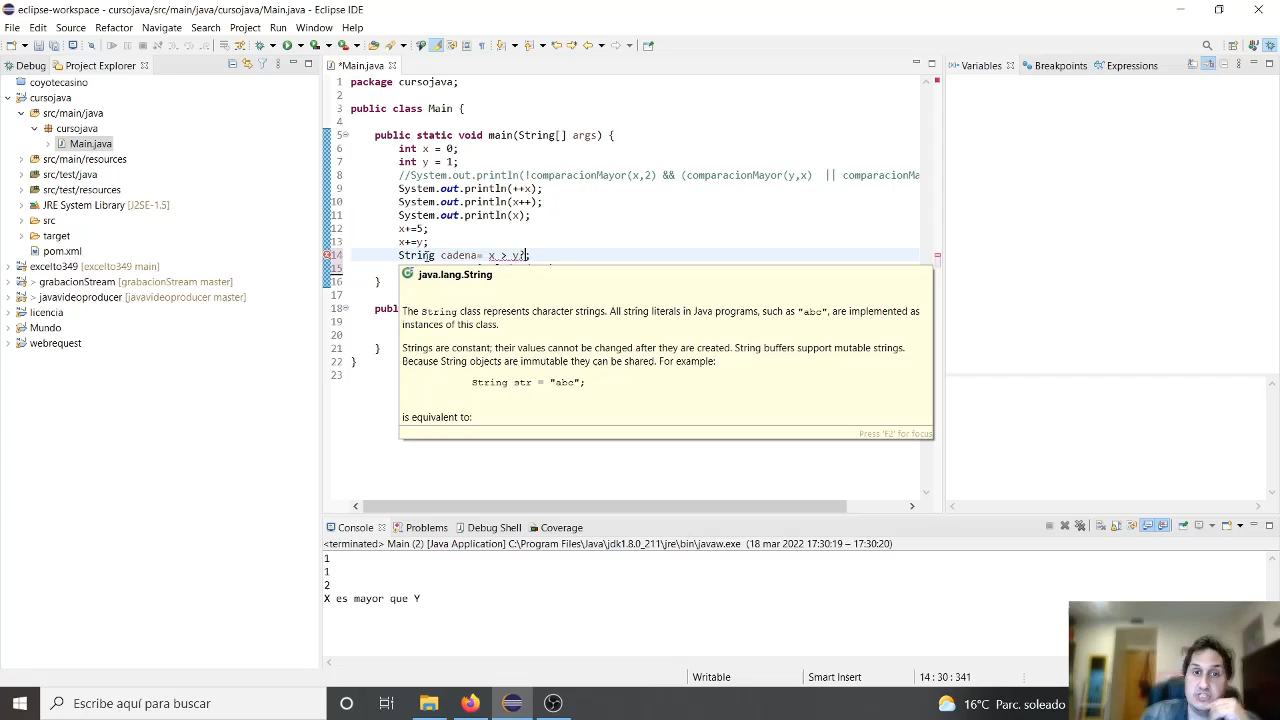 eclipse-workspace - cursojava/src/main/java/cursojava/Main.java - Eclipse IDE
File Edit Source Refactor Navigate Search Project Run Window Help
Debug Project Explorer
coyotecasino
cursojava
src/main/java
cursojava
Main.java
src/main/resources
src/test/java
src/test/resources
JRE System Library [J2SE-1.5]
src
target
pom.xml
excelto349 [excelto349 main]
grabacionStream [grabacionStream master]
javavideoproducer [javavideoproducer master]
licencia
Mundo
webrequest
*Main.java
1 package cursojava;
2
3 public class Main {
4
5 public static void main(String[] args) {
6 int x = 0;
7 int y = 1;
8 //System.out.println(!comparacionMayor(x,2) && (comparacionMayor(y,x) || comparacionMa
9 System.out.println(++x);
10 System.out.println(x++);
11 System.out.println(x);
12 x+=5;
13 x+=y;
14 String cadena= x > y?;
15
16 }
17
18 publ
19
20
21 }
22 }
23
java.lang.String
The String class represents character strings. All string literals in Java programs, such as "abc", are implemented as
instances of this class.
Strings are constant; their values cannot be changed after they are created. String buffers support mutable strings.
Because String objects are immutable they can be shared. For example:
String str = "abc";
is equivalent to:
Press 'F2' for focus
Variables Breakpoints Expressions
Console Problems Debug Shell Coverage
<terminated> Main (2) [Java Application] C:\Program Files\Java\jdk1.8.0_211\jre\bin\javaw.exe (18 mar 2022 17:30:19 – 17:30:20)
1
1
2
X es mayor que Y
Writable Smart Insert 14 : 30 : 341
Escribe aquí para buscar
16°C Parc. soleado